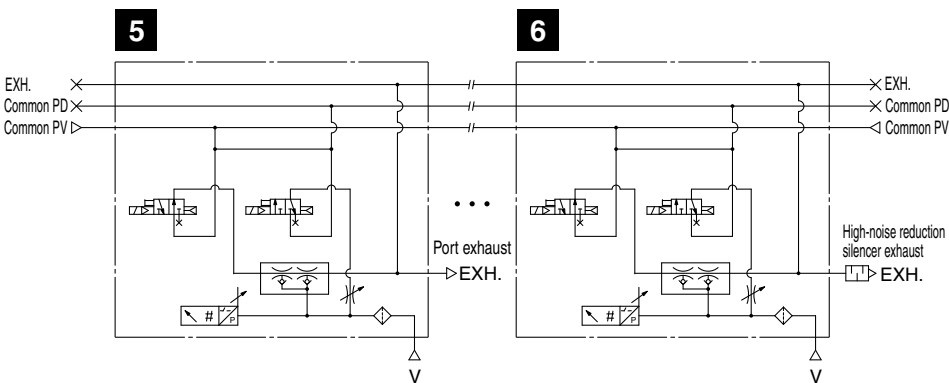 5
6
EXH.
Common PD
Common PV
EXH.
Common PD
Common PV
Port exhaust
EXH.
High-noise reduction
silencer exhaust
EXH.
#
P
#
P
V
V